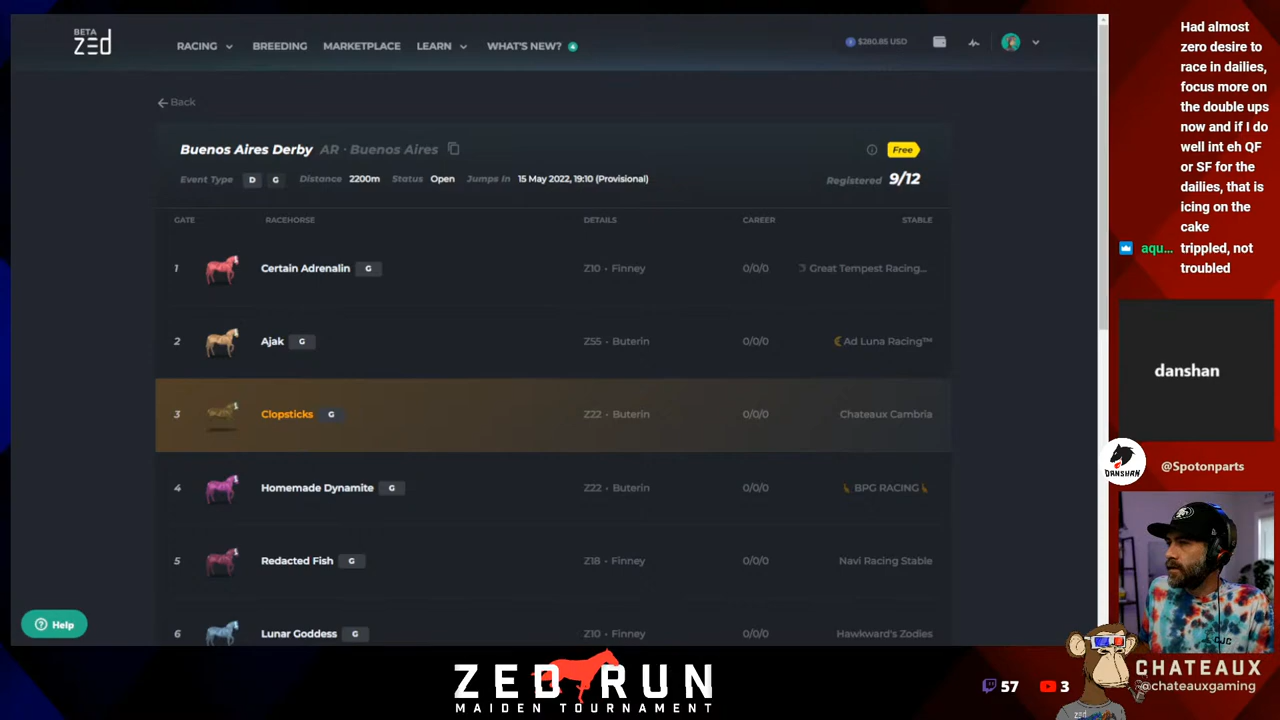 BETA
zed
RACING
BREEDING
MARKETPLACE
LEARN
WHAT'S NEW?
4
$280.85 USD
Back
Buenos Aires Derby AR · Buenos Aires
Free
Event Type D G Distance 2200m Status Open Jumps In 15 May 2022, 19:10 (Provisional)
Registered 9/12
GATE RACEHORSE DETAILS CAREER STABLE
1 Certain Adrenalin G Z10 · Finney 0/0/0 Great Tempest Racing...
2 Ajak G Z55 · Buterin 0/0/0 Ad Luna Racing™
3 Clopsticks G Z22 · Buterin 0/0/0 Chateaux Cambria
4 Homemade Dynamite G Z22 · Buterin 0/0/0 BPG RACING
5 Redacted Fish G Z18 · Finney 0/0/0 Navi Racing Stable
6 Lunar Goddess G Z10 · Finney 0/0/0 Hawkward's Zodies
Help
Had almost
zero desire to
race in dailies,
focus more on
the double ups
now and if I do
well int eh QF
or SF for the
dailies, that is
icing on the
cake
aqu... trippled, not
troubled
danshan
DANSHAN
@Spotonparts
CJC
ZED RUN
MAIDEN TOURNAMENT
57
3
CHATEAUX
@chateauxgaming
zed